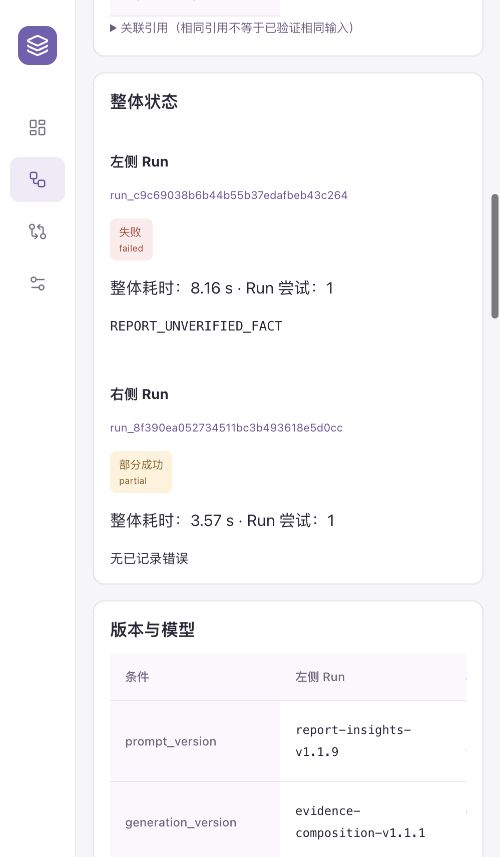 ▶ 关联引用（相同引用不等于已验证相同输入）
整体状态
左侧 Run
run_c9c69038b6b44b55b37edafbeb43c264
失败
failed
整体耗时：8.16 s · Run 尝试：1
REPORT_UNVERIFIED_FACT
右侧 Run
run_8f390ea052734511bc3b493618e5d0cc
部分成功
partial
整体耗时：3.57 s · Run 尝试：1
无已记录错误
版本与模型
条件 左侧 Run
prompt_version
report-insights-
v1.1.9
generation_version
evidence-
composition-v1.1.1